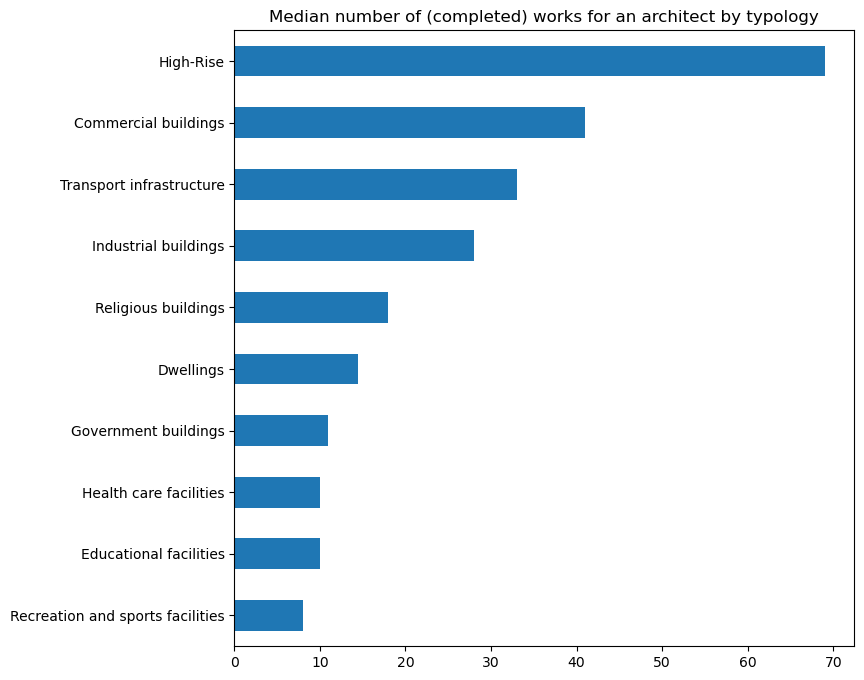 Median number of (completed) works for an architect by typology
High-Rise
Commercial buildings
Transport infrastructure
Industrial buildings
Religious buildings
Dwellings
Government buildings
Health care facilities
Educational facilities
Recreation and sports facilities
0 10 20 30 40 50 60 70